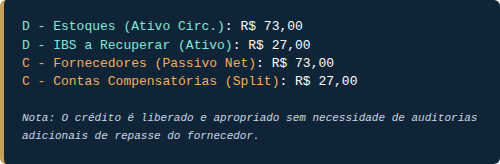 D - Estoques (Ativo Circ.): R$ 73,00
D - IBS a Recuperar (Ativo): R$ 27,00
C - Fornecedores (Passivo Net): R$ 73,00
C - Contas Compensatórias (Split): R$ 27,00
Nota: O crédito é liberado e apropriado sem necessidade de auditorias
adicionais de repasse do fornecedor.